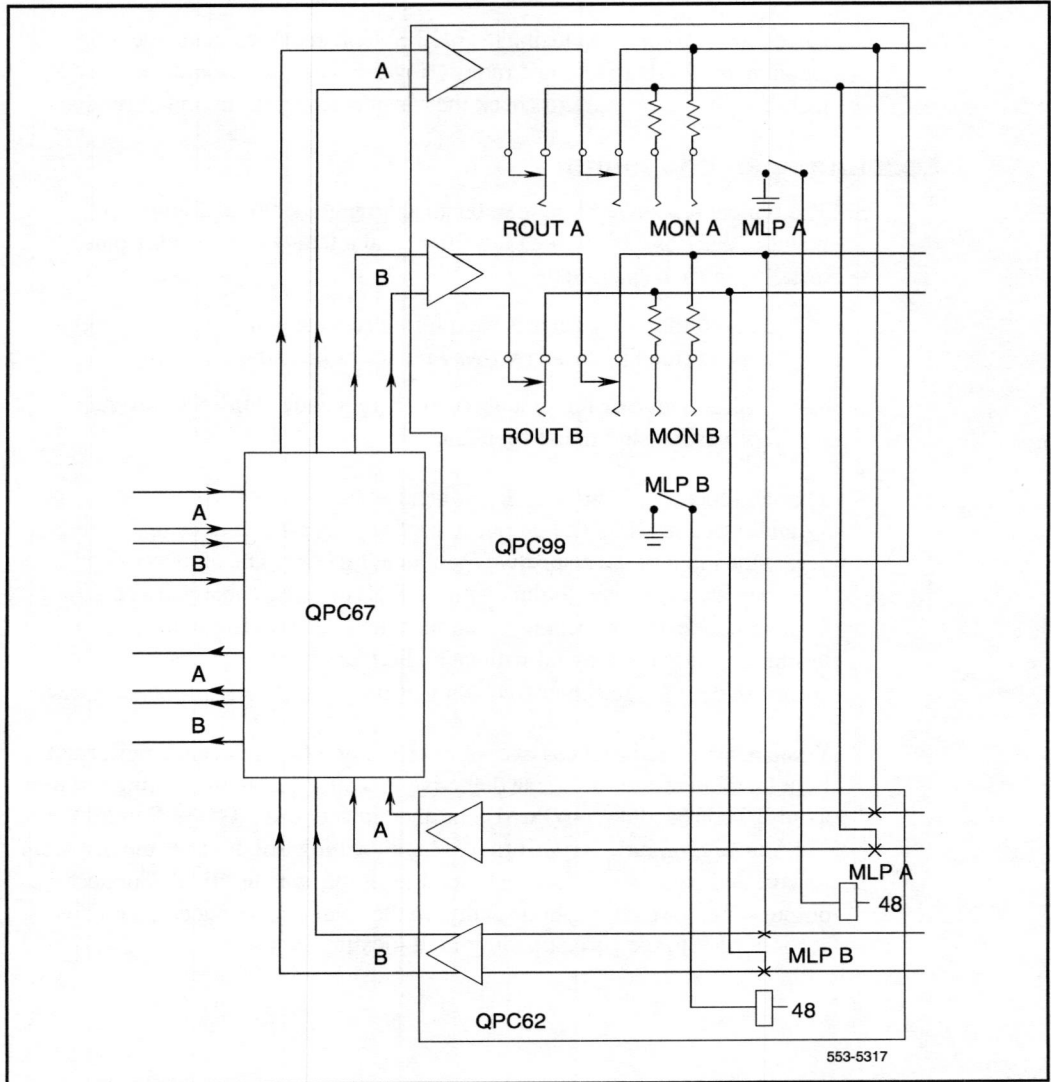 A
ROUT A MON A MLP A
B
ROUT B MON B
MLP B
A
QPC99
B
QPC67
A
B
A
MLP A
48
B
MLP B
48
QPC62
553-5317